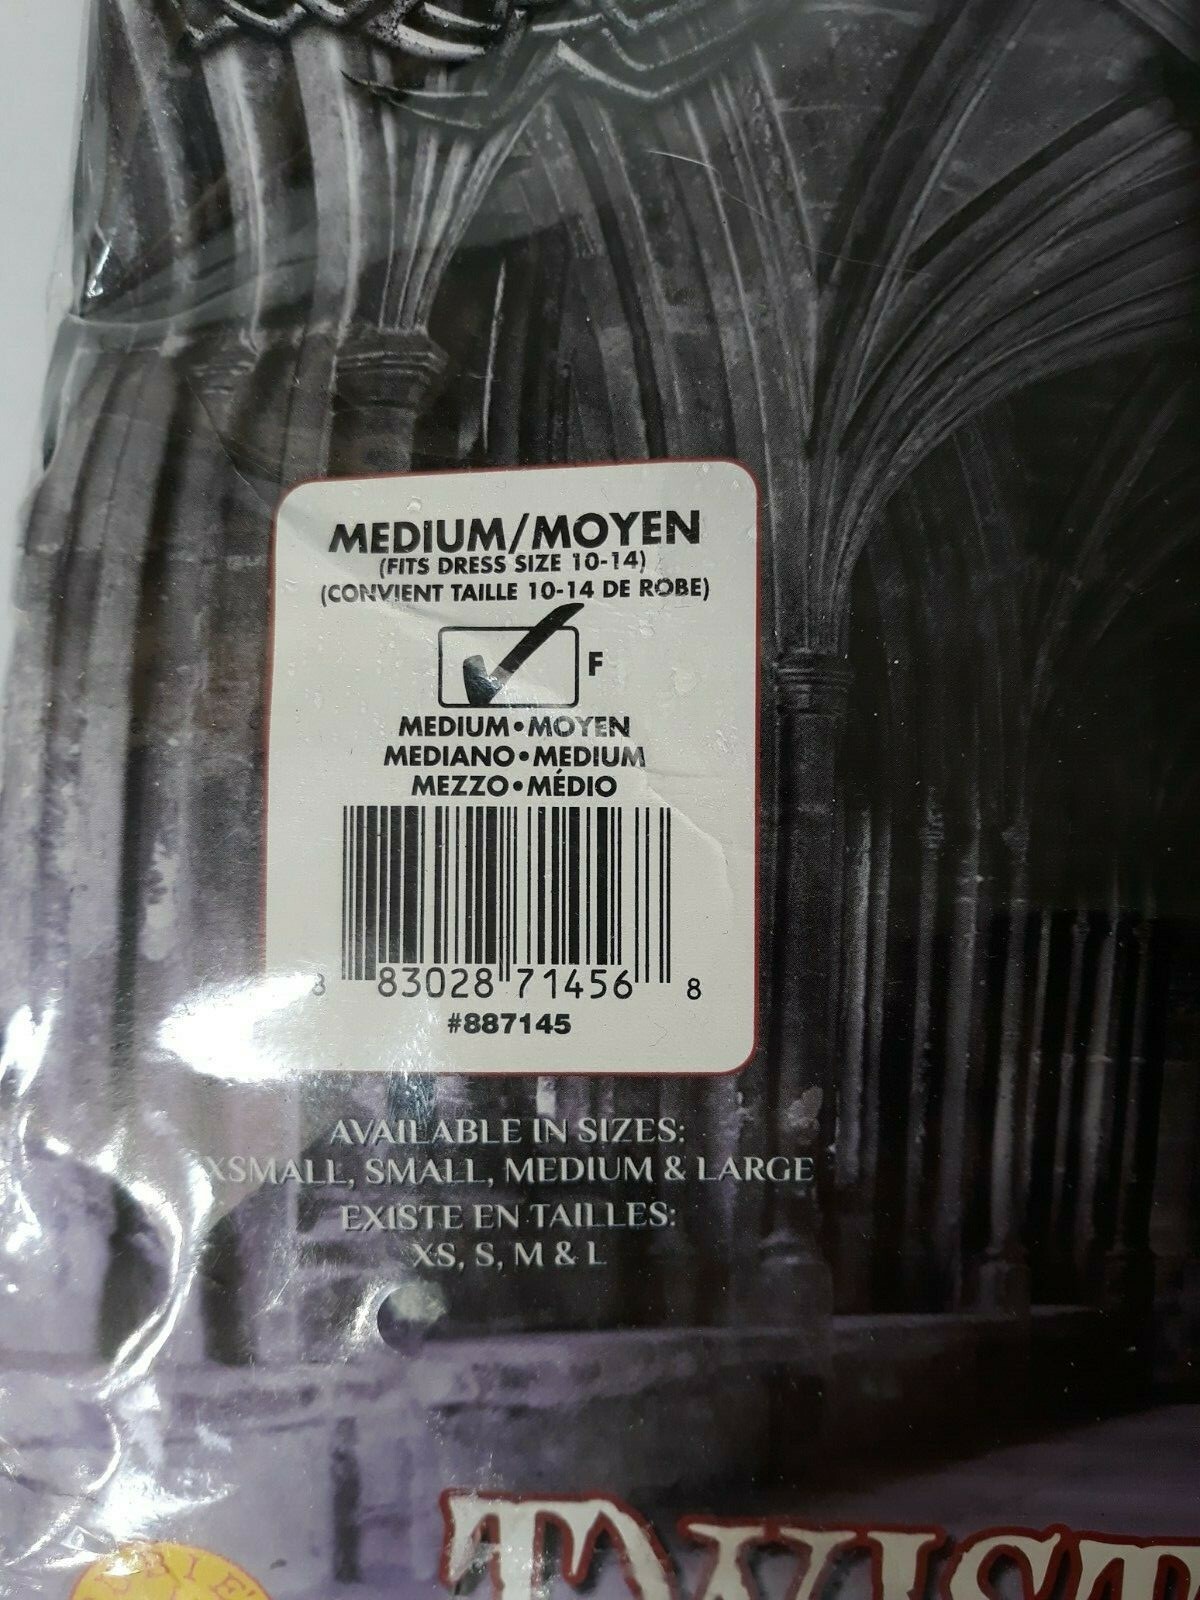 MEDIUM/MOYEN
(FITS DRESS SIZE 10-14)
(CONVIENT TAILLE 10-14 DE ROBE)
F
MEDIUM•MOYEN
MEDIANO•MEDIUM
MEZZO•MÉDIO
8 83028 71456 8
#887145
AVAILABLE IN SIZES:
XSMALL, SMALL, MEDIUM & LARGE
EXISTE EN TAILLES:
XS, S, M & L
TWIST